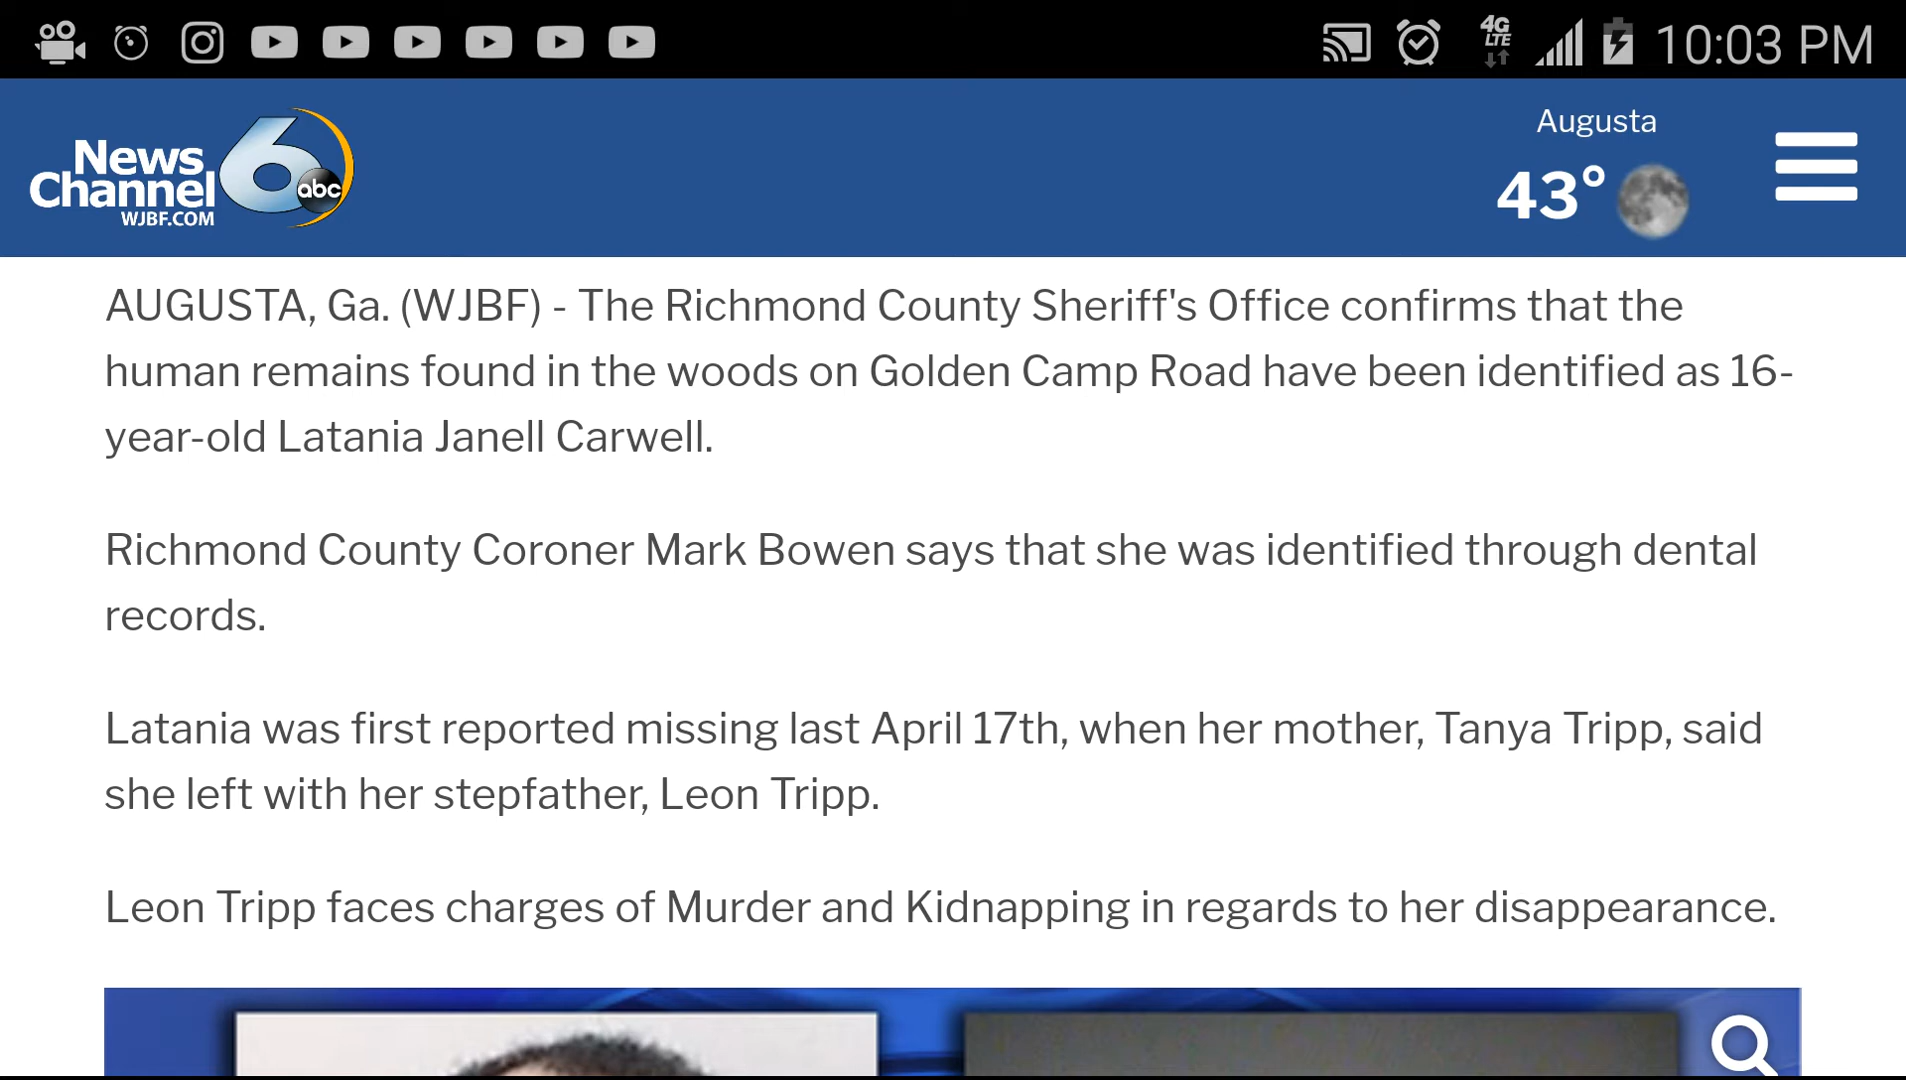 4G
LTE
10:03 PM
News
Channel 6
abc
WJBF.COM
Augusta
43°
AUGUSTA, Ga. (WJBF) - The Richmond County Sheriff's Office confirms that the
human remains found in the woods on Golden Camp Road have been identified as 16-
year-old Latania Janell Carwell.
Richmond County Coroner Mark Bowen says that she was identified through dental
records.
Latania was first reported missing last April 17th, when her mother, Tanya Tripp, said
she left with her stepfather, Leon Tripp.
Leon Tripp faces charges of Murder and Kidnapping in regards to her disappearance.